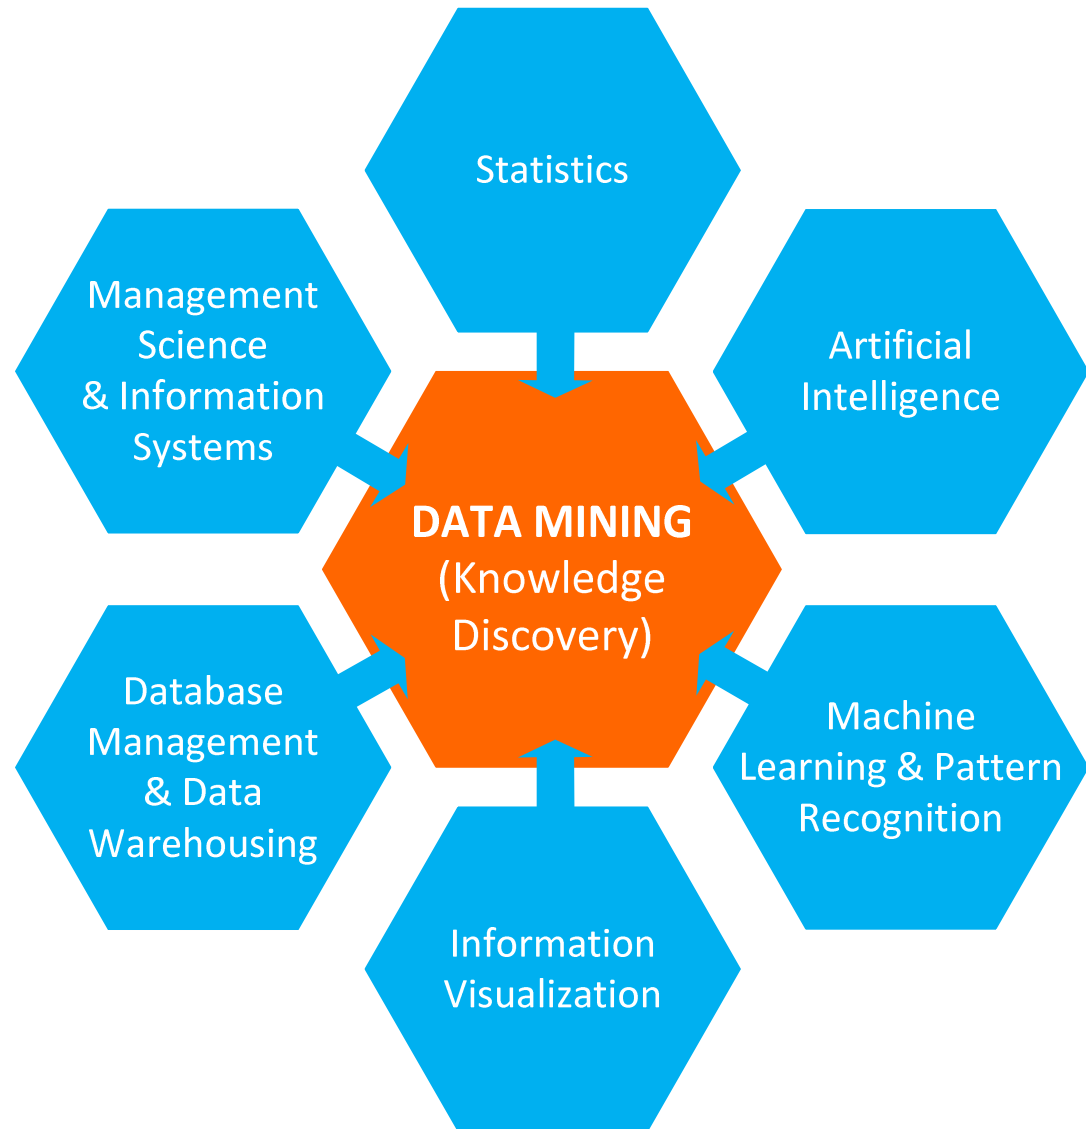 Statistics
Management
Science
& Information
Systems
Artificial
Intelligence
DATA MINING
(Knowledge
Discovery)
Database
Management
& Data
Warehousing
Machine
Learning & Pattern
Recognition
Information
Visualization